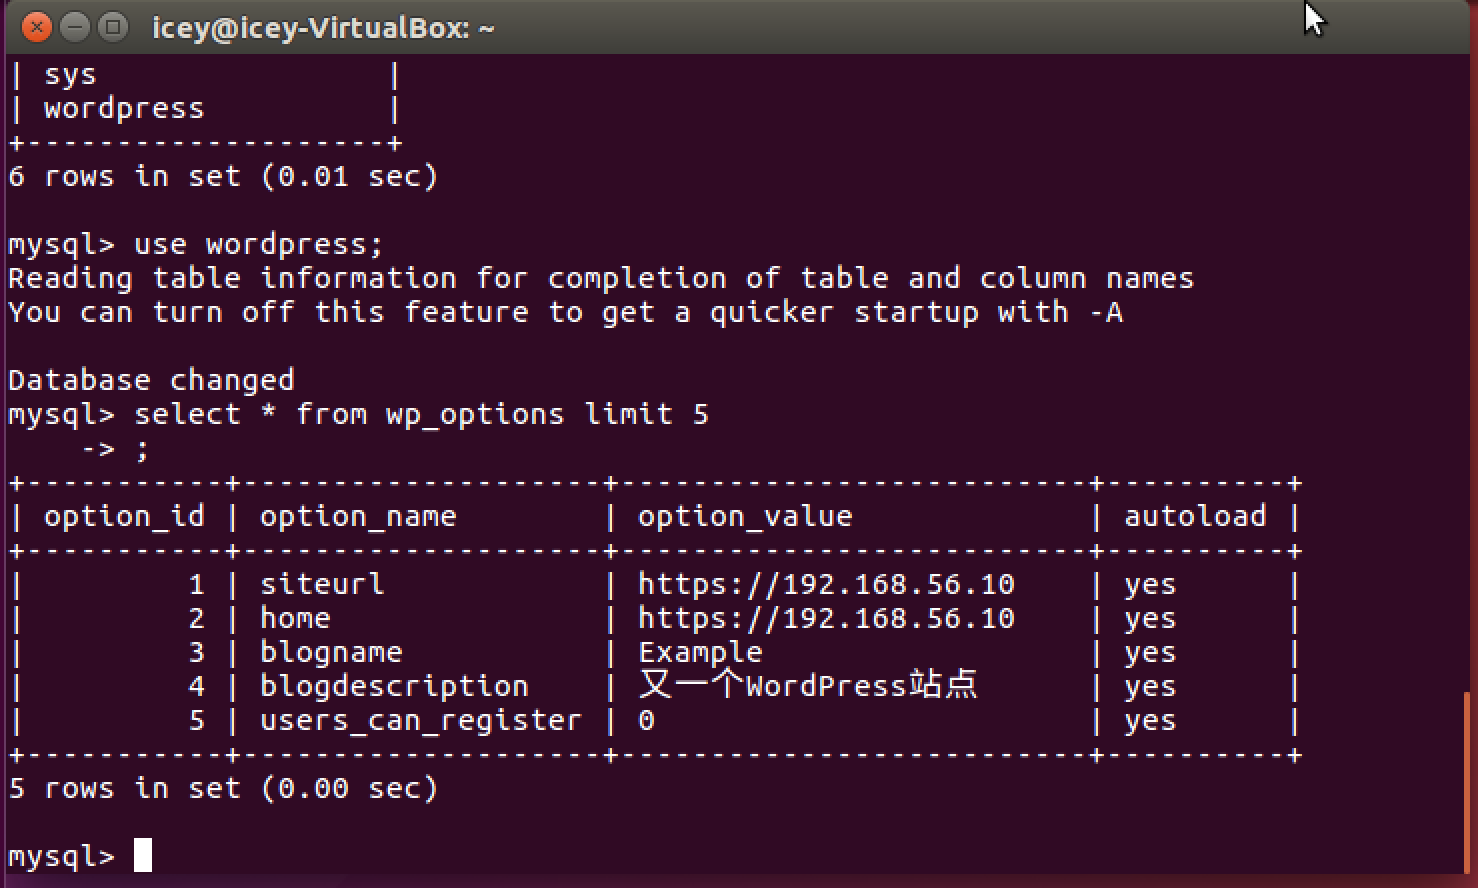 icey@icey-VirtualBox: ~
| sys                |
| wordpress          |
+--------------------+
6 rows in set (0.01 sec)
mysql> use wordpress;
Reading table information for completion of table and column names
You can turn off this feature to get a quicker startup with -A
Database changed
mysql> select * from wp_options limit 5
    -> ;
+-----------+--------------------+--------------------------+----------+
| option_id | option_name        | option_value             | autoload |
+-----------+--------------------+--------------------------+----------+
|         1 | siteurl            | https://192.168.56.10    | yes      |
|         2 | home               | https://192.168.56.10    | yes      |
|         3 | blogname           | Example                  | yes      |
|         4 | blogdescription    | 又一个WordPress站点      | yes      |
|         5 | users_can_register | 0                        | yes      |
+-----------+--------------------+--------------------------+----------+
5 rows in set (0.00 sec)
mysql>